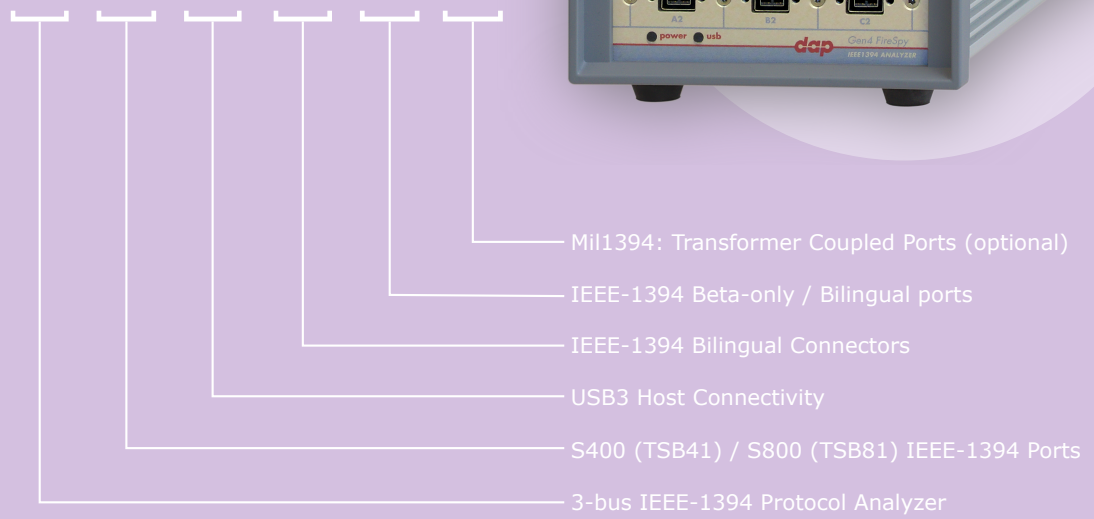 A2 B2 C2
power usb dap Gen4 FireSpy
IEEE1394 ANALYZER
Mil1394: Transformer Coupled Ports (optional)
IEEE-1394 Beta-only / Bilingual ports
IEEE-1394 Bilingual Connectors
USB3 Host Connectivity
S400 (TSB41) / S800 (TSB81) IEEE-1394 Ports
3-bus IEEE-1394 Protocol Analyzer